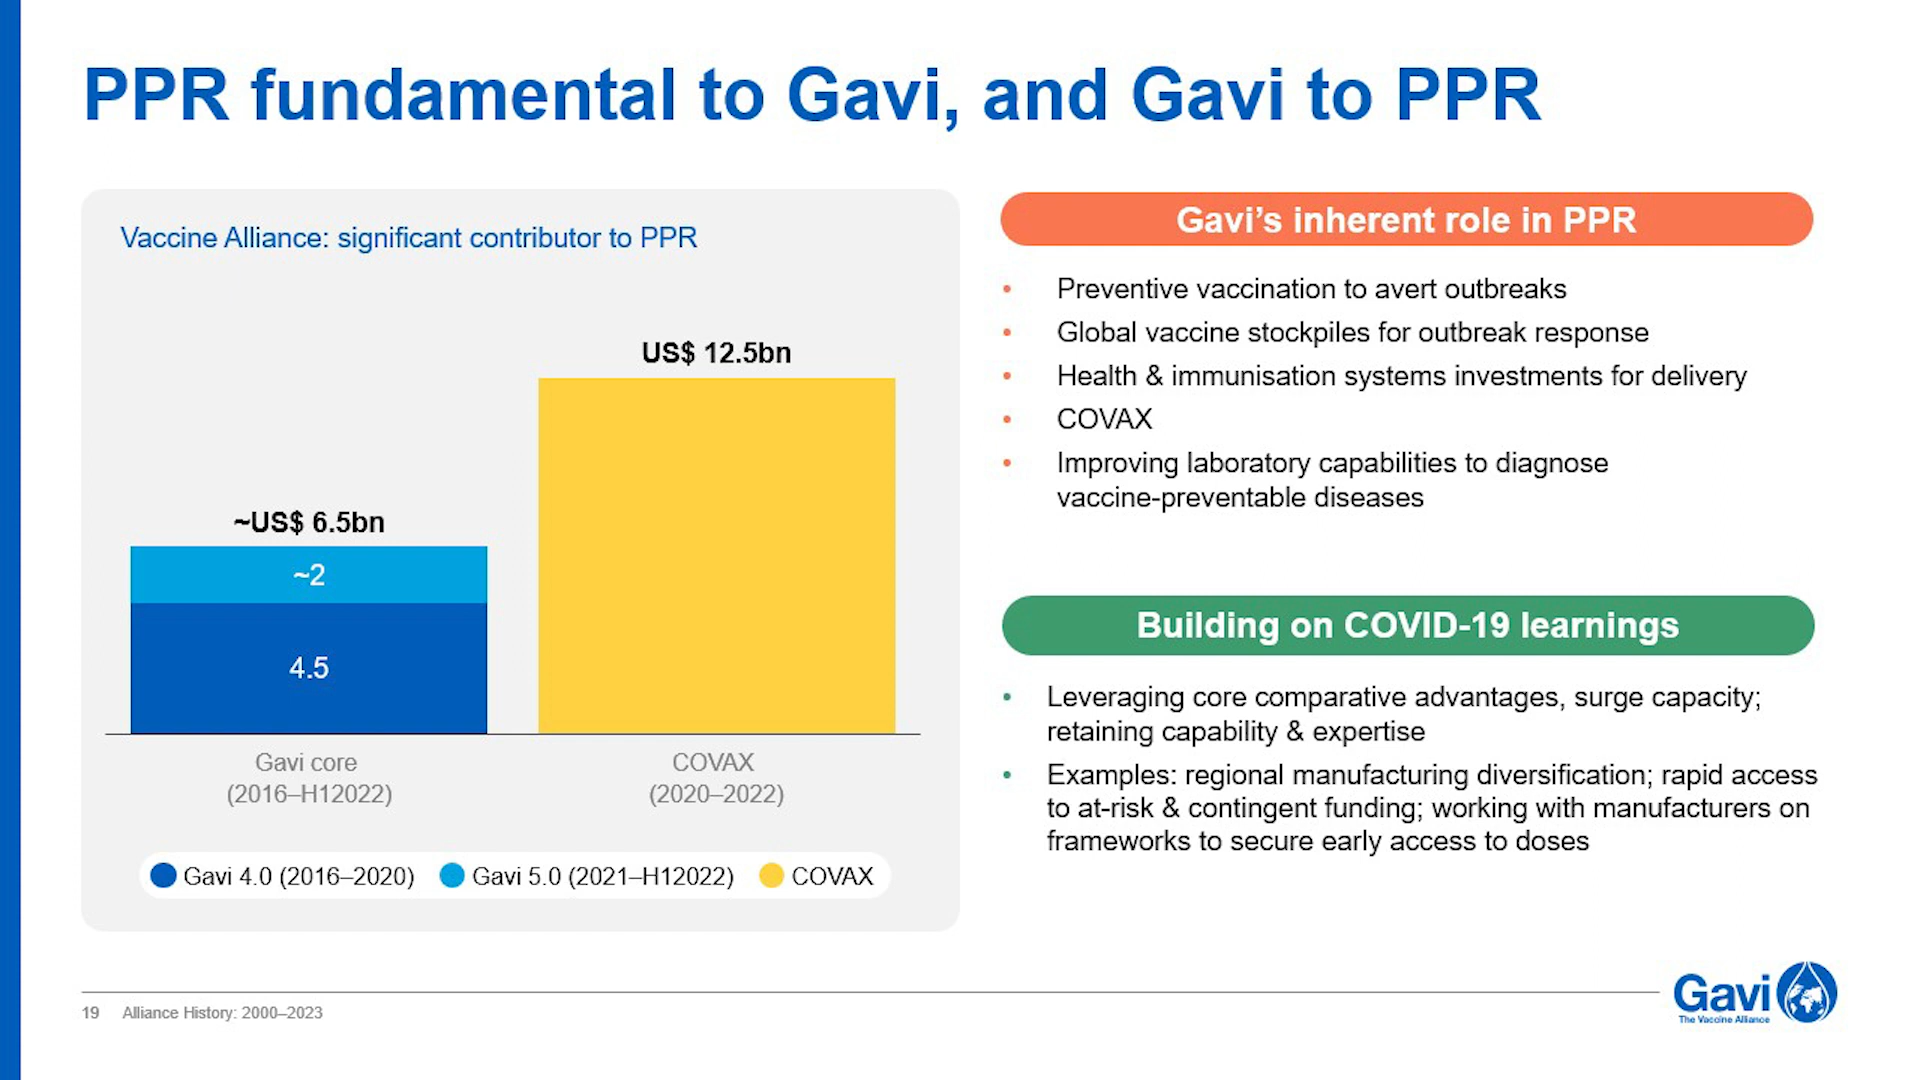 PPR fundamental to Gavi, and Gavi to PPR
Vaccine Alliance: significant contributor to PPR
US$ 12.5bn
~US$ 6.5bn
~2
4.5
Gavi core
(2016–H12022)
COVAX
(2020–2022)
Gavi 4.0 (2016–2020)
Gavi 5.0 (2021–H12022)
COVAX
Gavi’s inherent role in PPR
• Preventive vaccination to avert outbreaks
• Global vaccine stockpiles for outbreak response
• Health & immunisation systems investments for delivery
• COVAX
• Improving laboratory capabilities to diagnose
vaccine-preventable diseases
Building on COVID-19 learnings
• Leveraging core comparative advantages, surge capacity;
retaining capability & expertise
• Examples: regional manufacturing diversification; rapid access
to at-risk & contingent funding; working with manufacturers on
frameworks to secure early access to doses
19 Alliance History: 2000–2023
Gavi
The Vaccine Alliance